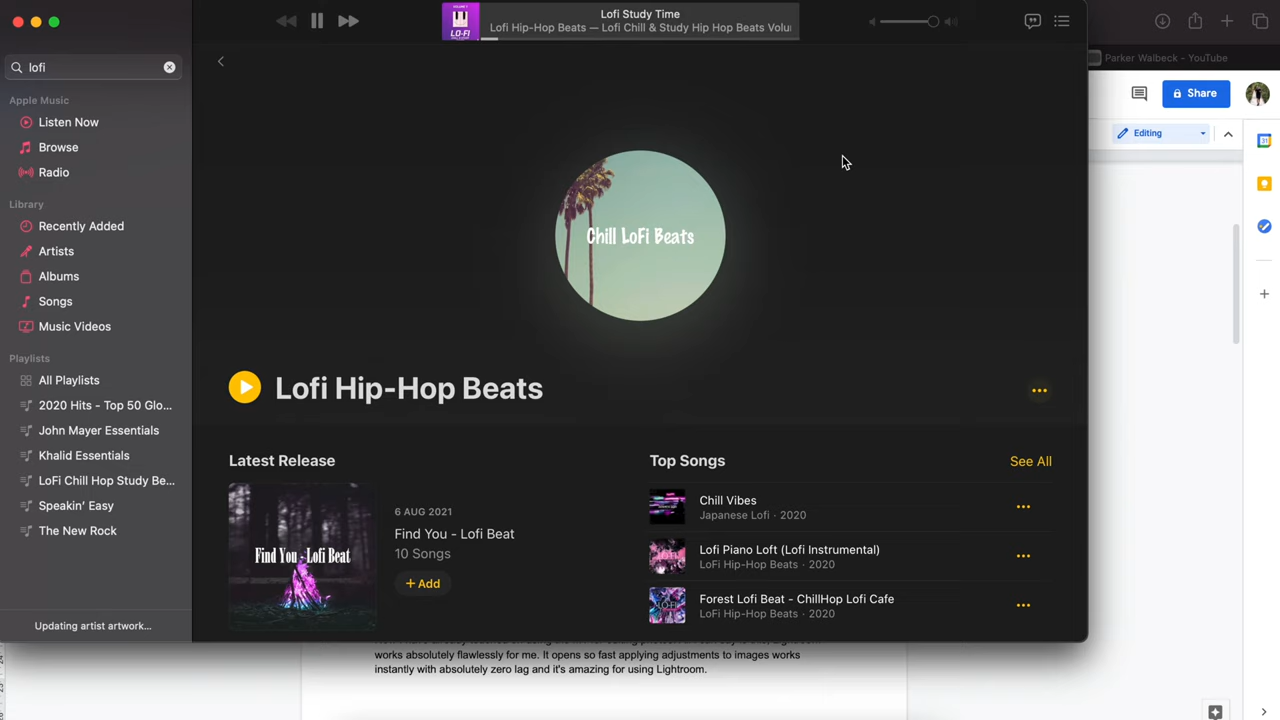 Lofi Study Time
Lofi Hip-Hop Beats — Lofi Chill & Study Hip Hop Beats Volu
LO-FI
Parker Walbeck - YouTube
lofi
Share
Editing
Apple Music
Listen Now
Browse
Radio
Library
Recently Added
Artists
Albums
Songs
Music Videos
Playlists
All Playlists
2020 Hits - Top 50 Glo...
John Mayer Essentials
Khalid Essentials
LoFi Chill Hop Study Be...
Speakin' Easy
The New Rock
Updating artist artwork...
Chill LoFi Beats
Lofi Hip-Hop Beats
Latest Release
Find You - Lofi Beat
6 AUG 2021
Find You - Lofi Beat
10 Songs
+ Add
Top Songs
See All
Chill Vibes
Japanese Lofi · 2020
Lofi Piano Loft (Lofi Instrumental)
Lofi Hip-Hop Beats · 2020
Forest Lofi Beat - ChillHop Lofi Cafe
Lofi Hip-Hop Beats · 2020
works absolutely flawlessly for me. It opens so fast applying adjustments to images works
instantly with absolutely zero lag and it's amazing for using Lightroom.